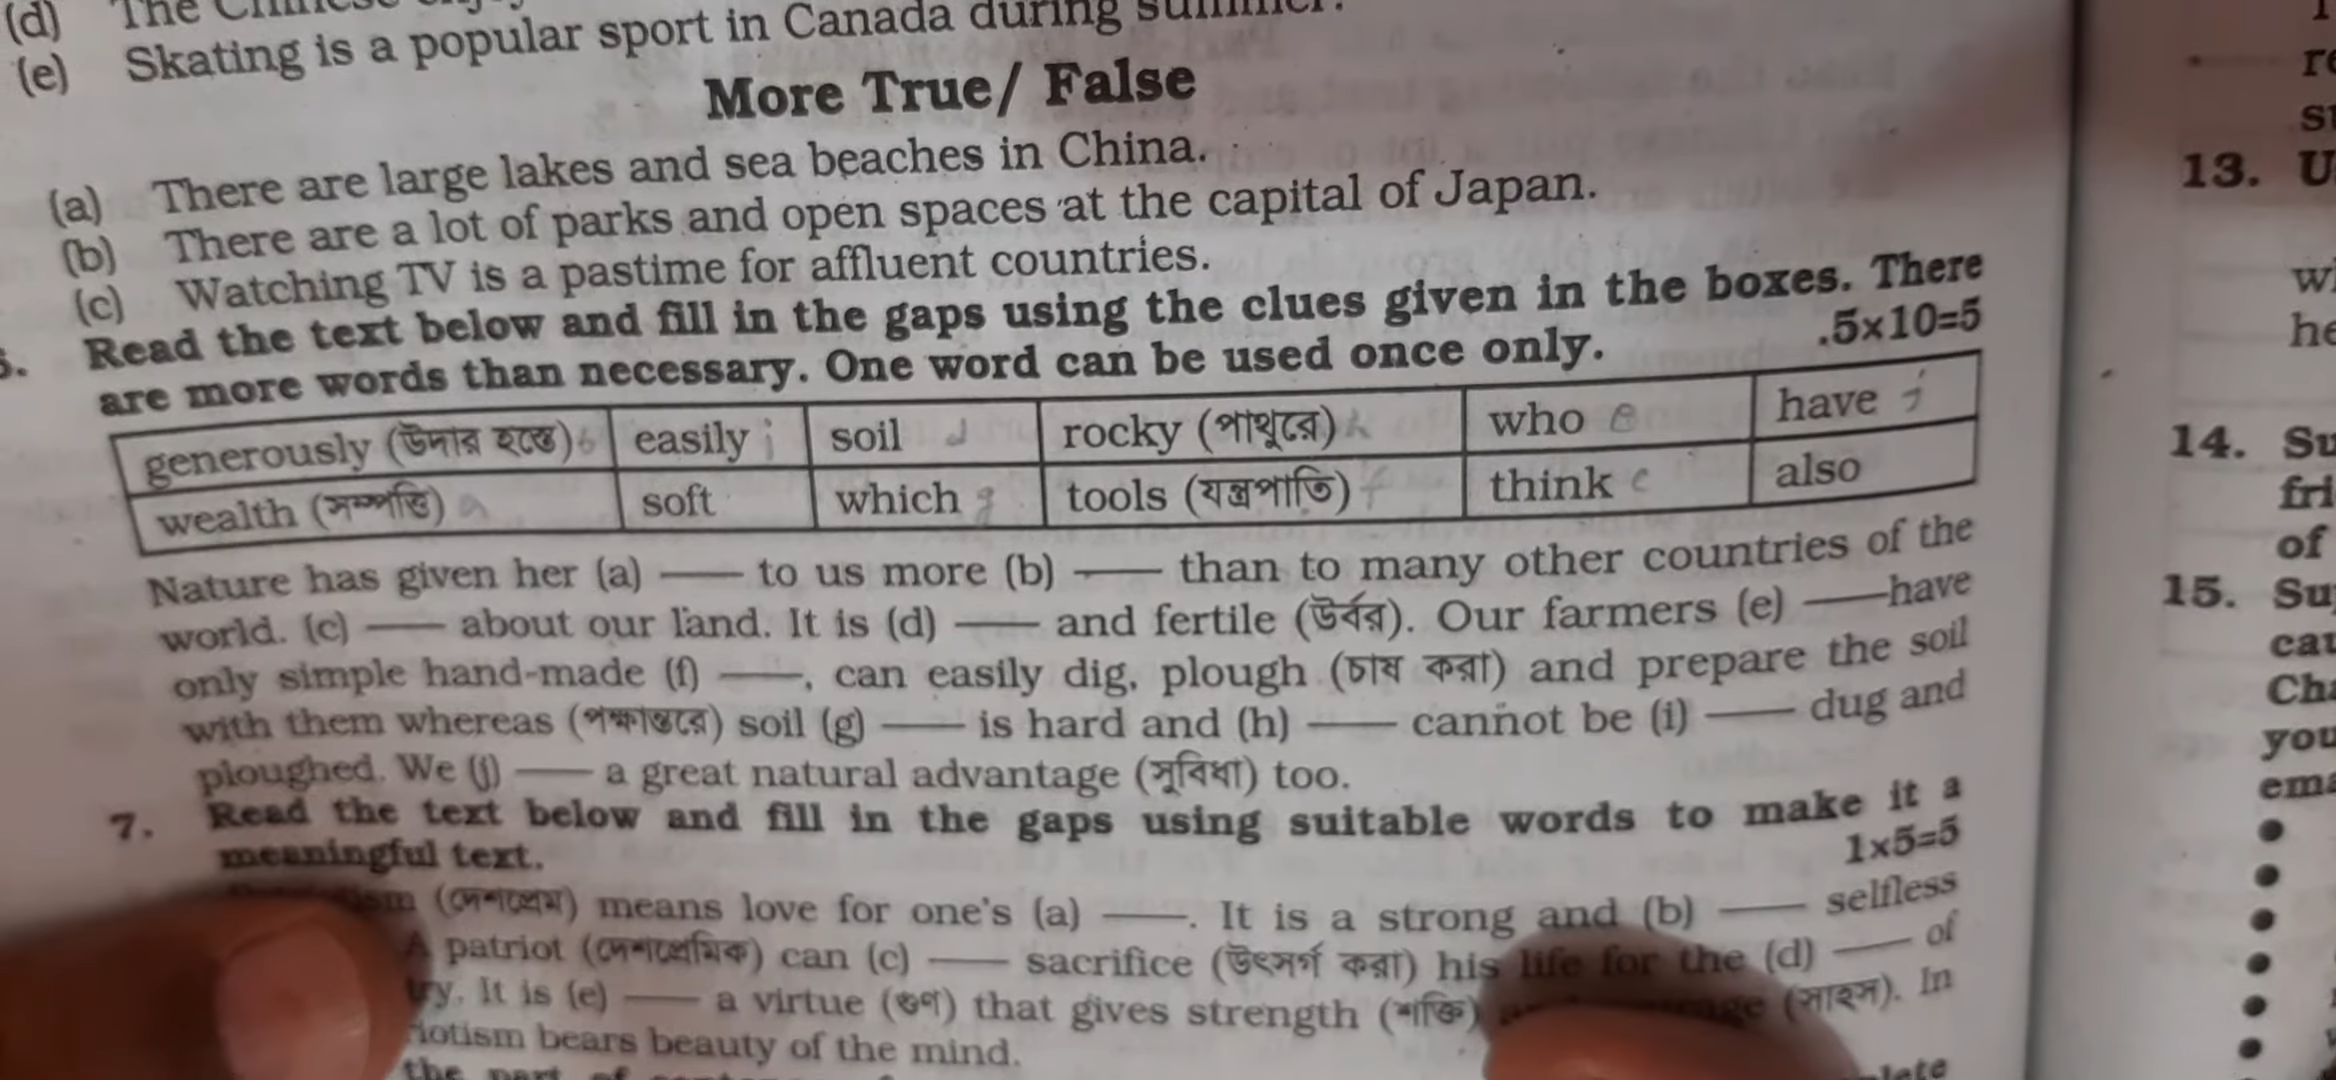 (d) The Chinese enjoy
(e) Skating is a popular sport in Canada during summer.
More True/ False
(a) There are large lakes and sea beaches in China.
(b) There are a lot of parks and open spaces at the capital of Japan.
(c) Watching TV is a pastime for affluent countries.
Read the text below and fill in the gaps using the clues given in the boxes. There
are more words than necessary. One word can be used once only. .5x10=5
generously (উদার হস্তে) b easily i soil d rocky (পাথুরে) h who e have j
wealth (সম্পত্তি) a soft which g tools (যন্ত্রপাতি) f think c also
Nature has given her (a) —— to us more (b) —— than to many other countries of the
world. (c) —— about our land. It is (d) —— and fertile (উর্বর). Our farmers (e) ——have
only simple hand-made (f) ——, can easily dig, plough (চাষ করা) and prepare the soil
with them whereas (পক্ষান্তরে) soil (g) —— is hard and (h) —— cannot be (i) —— dug and
ploughed. We (j) —— a great natural advantage (সুবিধা) too.
7. Read the text below and fill in the gaps using suitable words to make it a
meaningful text. 1x5=5
(দেশপ্রেম) means love for one's (a) ——. It is a strong and (b) —— selfless
A patriot (দেশপ্রেমিক) can (c) —— sacrifice (উৎসর্গ করা) his life for the (d) —— of
It is (e) —— a virtue (গুণ) that gives strength (শক্তি) (সাহস). In
bears beauty of the mind.
13.
14.
15.